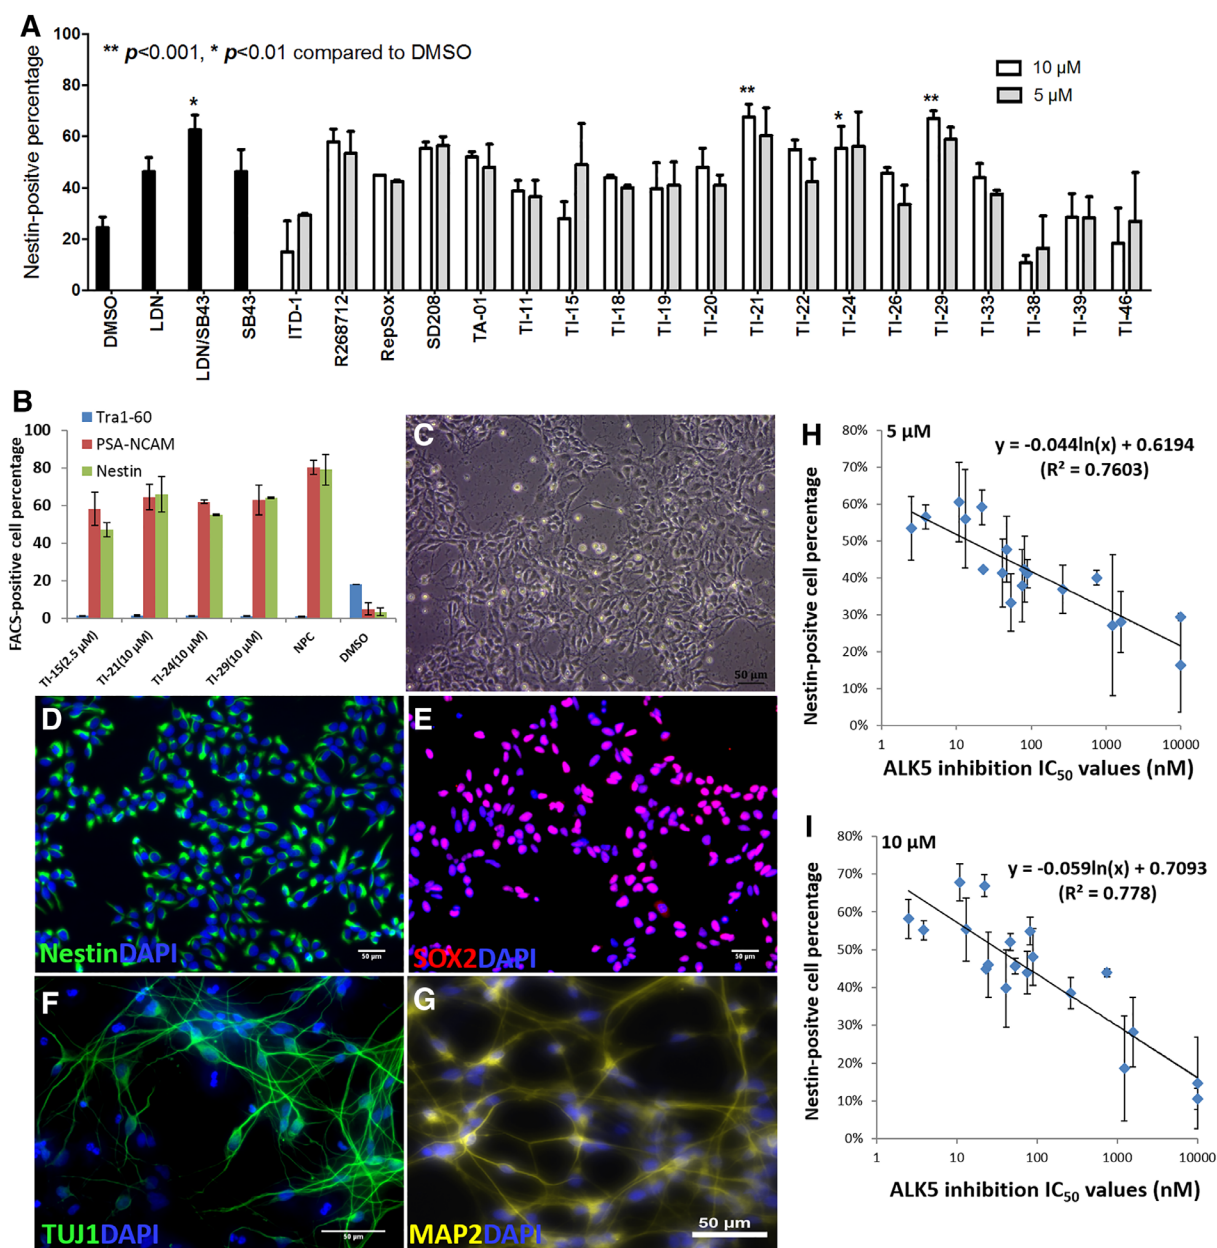 A
** p<0.001, * p<0.01 compared to DMSO
10 µM
5 µM
Nestin-positve percentage
100
80
60
40
20
0
*
**
*
**
DMSO
LDN
LDN/SB43
SB43
ITD-1
R268712
RepSox
SD208
TA-01
TI-11
TI-15
TI-18
TI-19
TI-20
TI-21
TI-22
TI-24
TI-26
TI-29
TI-33
TI-38
TI-39
TI-46
B
Tra1-60
PSA-NCAM
Nestin
FACS-positive cell percentage
100
80
60
40
20
0
TI-15(2.5 µM)
TI-21(10 µM)
TI-24(10 µM)
TI-29(10 µM)
NPC
DMSO
C
50 µm
D
NestinDAPI
50 µm
E
SOX2DAPI
50 µm
F
TUJ1DAPI
50 µm
G
MAP2DAPI
50 µm
H
5 µM
y = -0.044ln(x) + 0.6194
(R² = 0.7603)
Nestin-positve cell percentage
80%
70%
60%
50%
40%
30%
20%
10%
0%
1
10
100
1000
10000
ALK5 inhibition IC₅₀ values (nM)
I
10 µM
y = -0.059ln(x) + 0.7093
(R² = 0.778)
Nestin-positve cell percentage
80%
70%
60%
50%
40%
30%
20%
10%
0%
1
10
100
1000
10000
ALK5 inhibition IC₅₀ values (nM)